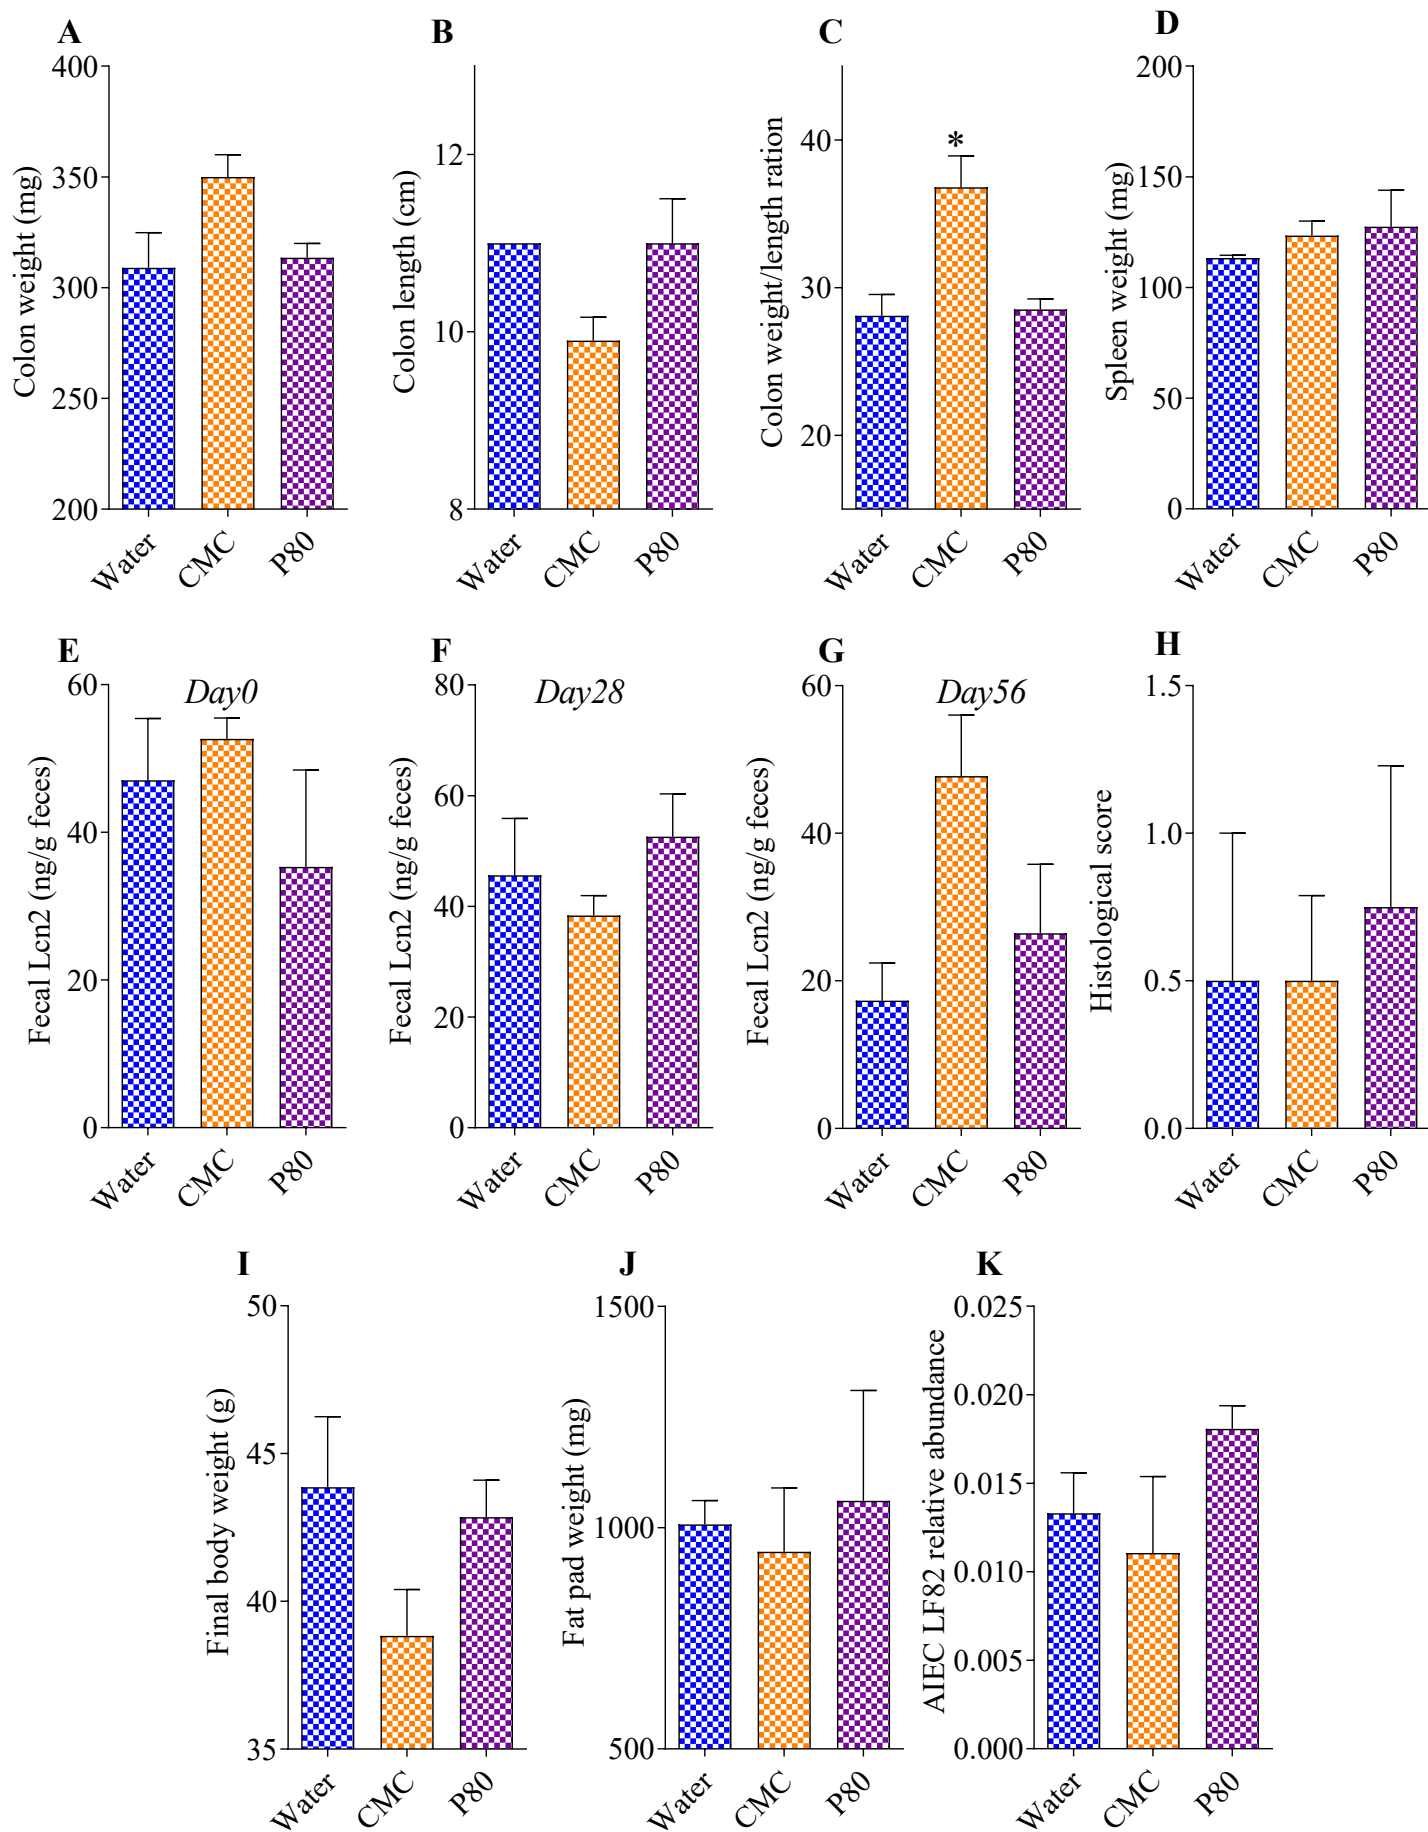 A
Colon weight (mg)
400
350
300
250
200
Water
CMC
P80
B
Colon length (cm)
12
10
8
Water
CMC
P80
C
Colon weight/length ration
40
30
20
*
Water
CMC
P80
D
Spleen weight (mg)
200
150
100
50
0
Water
CMC
P80
E
Day0
Fecal Lcn2 (ng/g feces)
60
40
20
0
Water
CMC
P80
F
Day28
Fecal Lcn2 (ng/g feces)
80
60
40
20
0
Water
CMC
P80
G
Day56
Fecal Lcn2 (ng/g feces)
60
40
20
0
Water
CMC
P80
H
Histological score
1.5
1.0
0.5
0.0
Water
CMC
P80
I
Final body weight (g)
50
45
40
35
Water
CMC
P80
J
Fat pad weight (mg)
1500
1000
500
Water
CMC
P80
K
AIEC LF82 relative abundance
0.025
0.020
0.015
0.010
0.005
0.000
Water
CMC
P80